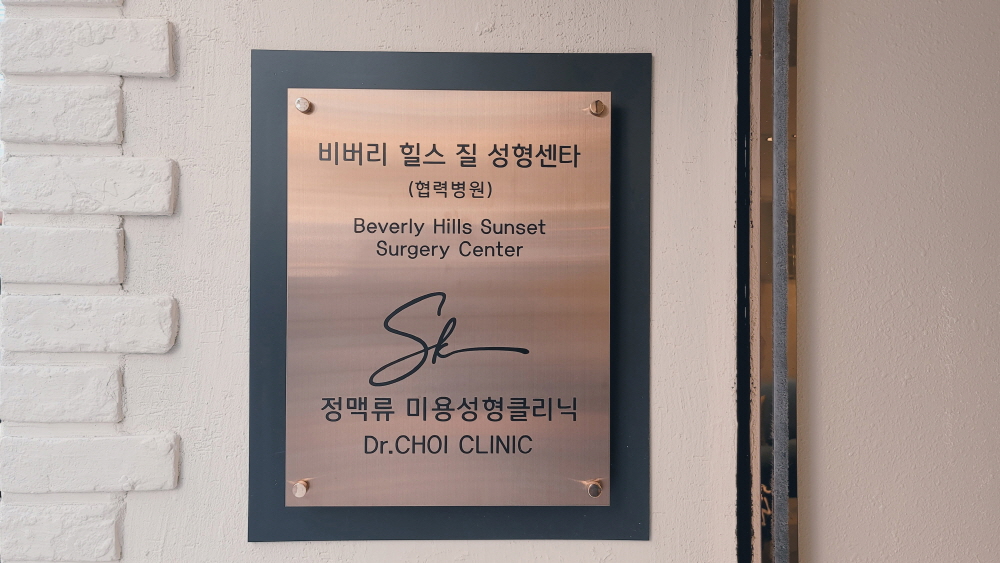 비버리 힐스 질 성형센타
(협력병원)
Beverly Hills Sunset
Surgery Center
Sk
정맥류 미용성형클리닉
Dr.CHOI CLINIC